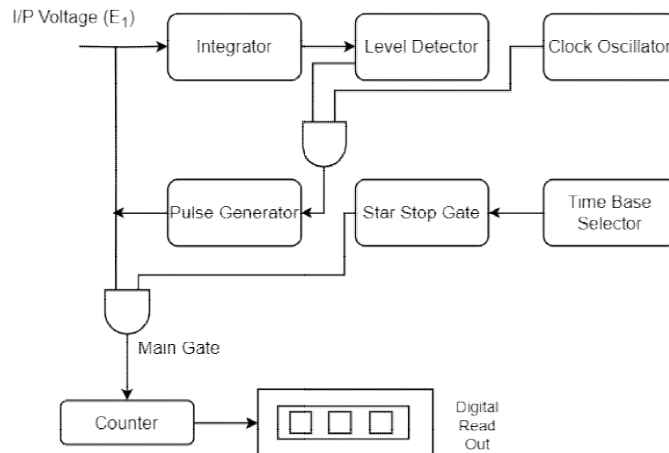 I/P Voltage (E₁)
Integrator
Level Detector
Clock Oscillator
Pulse Generator
Star Stop Gate
Time Base
Selector
Main Gate
Counter
Digital
Read
Out